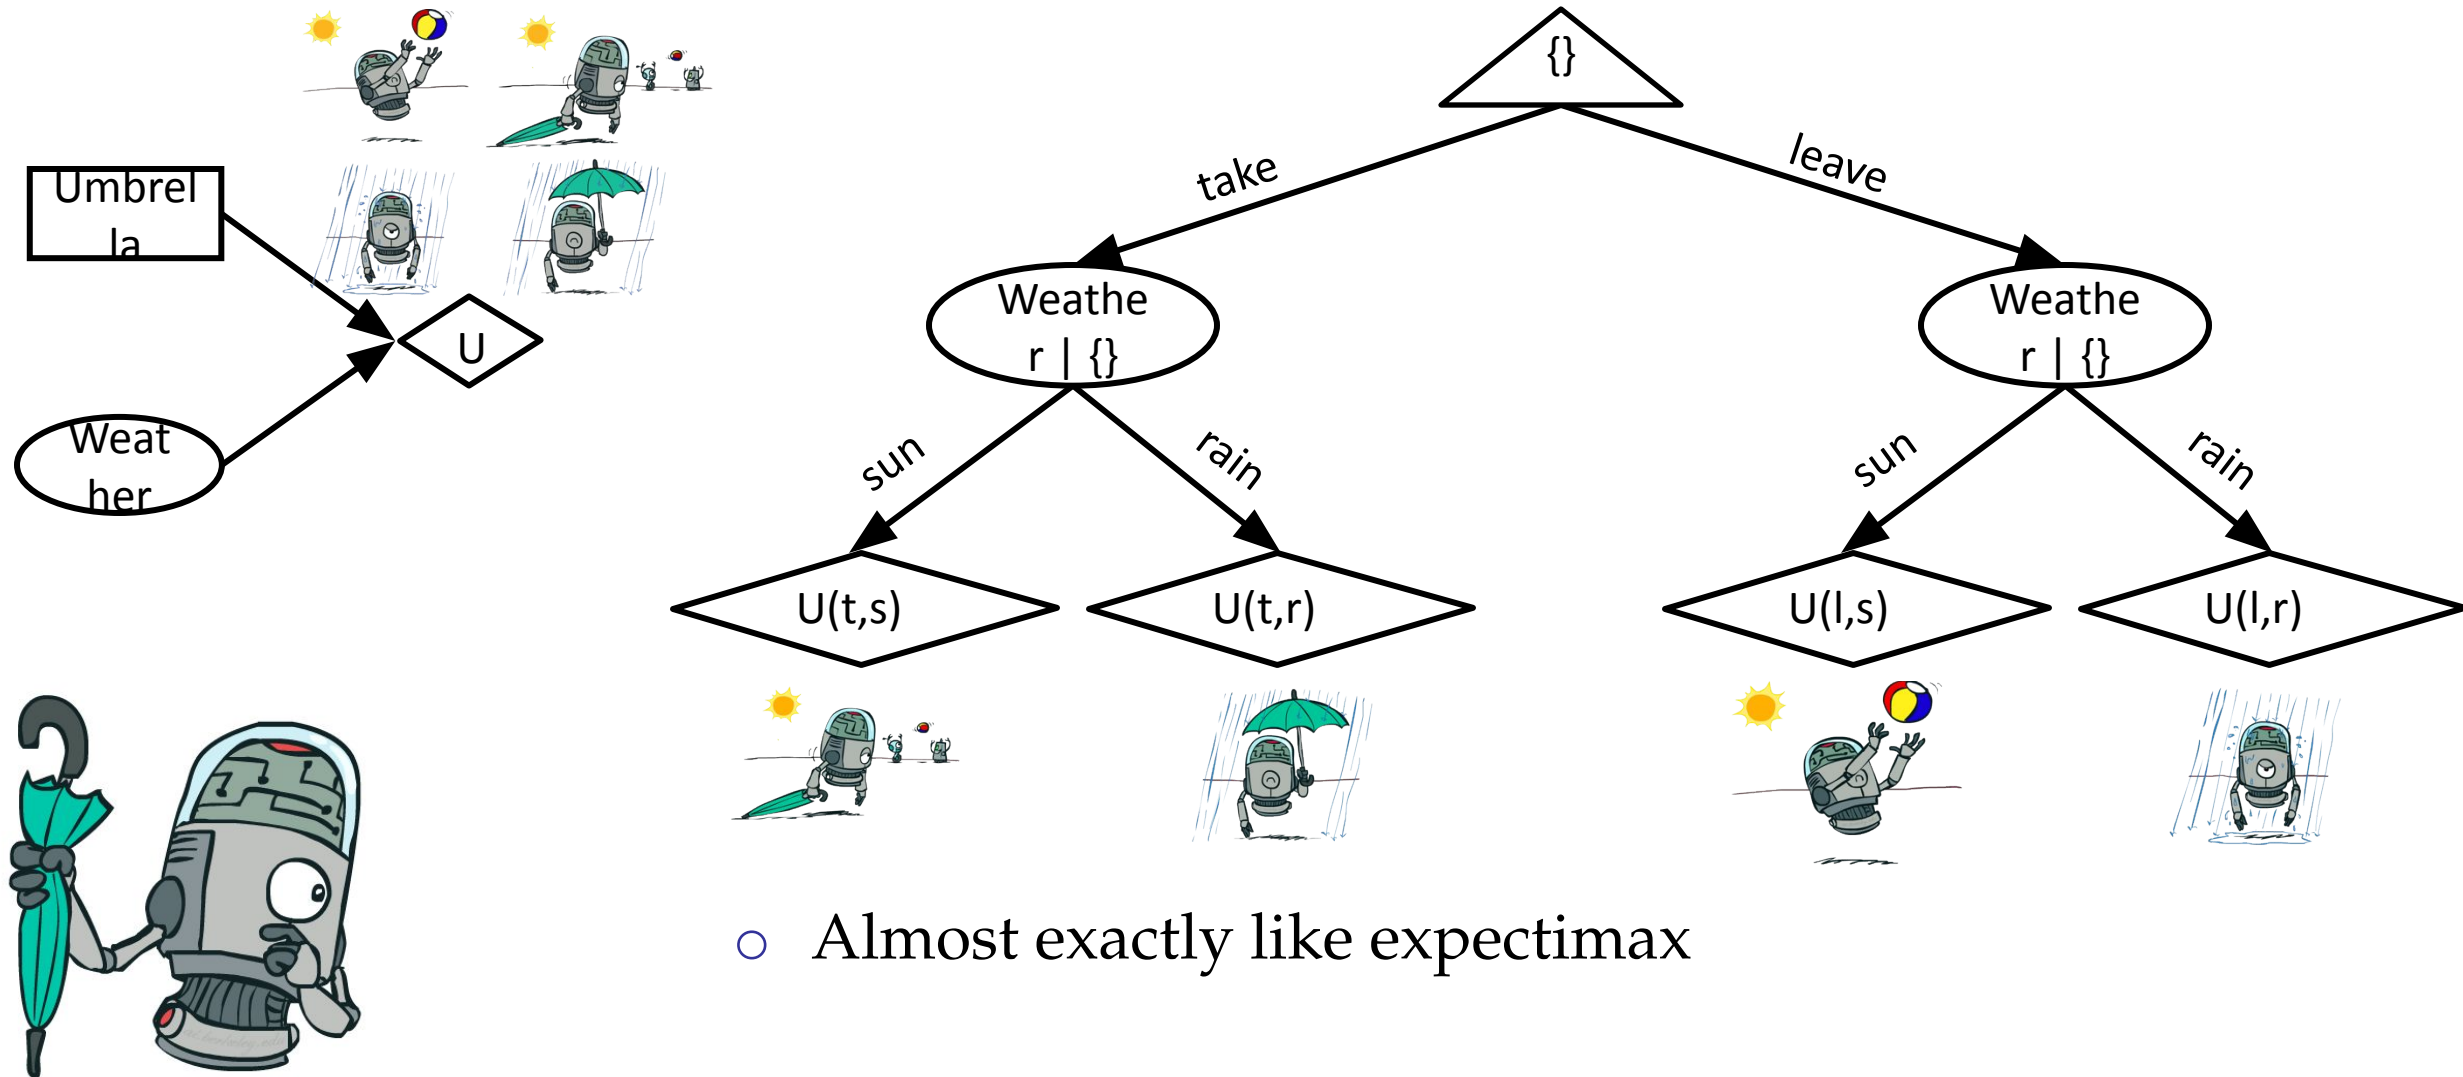 Umbrel
la
U
Weat
her
{}
take
leave
Weathe
r | {}
Weathe
r | {}
sun
rain
sun
rain
U(t,s)
U(t,r)
U(l,s)
U(l,r)
Almost exactly like expectimax